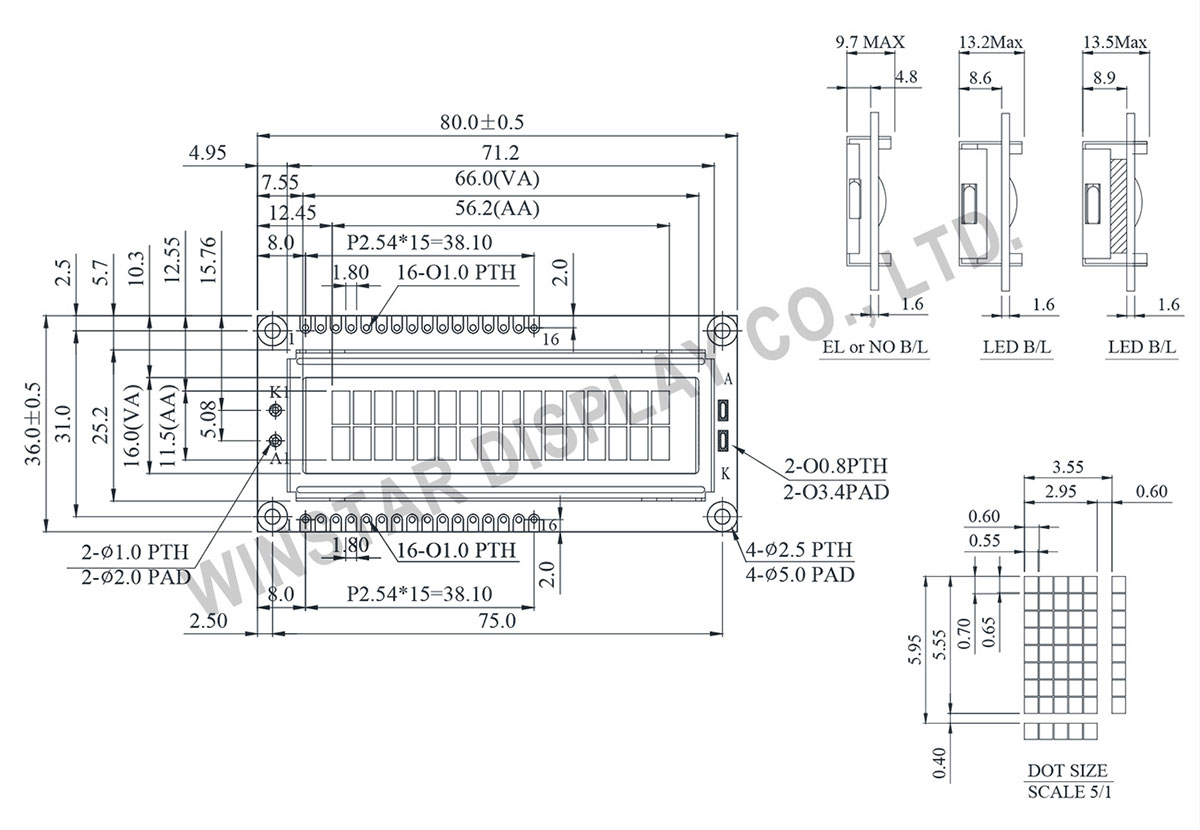 9.7 MAX
13.2Max
13.5Max
4.8
8.6
8.9
80.0±0.5
4.95
71.2
7.55
66.0(VA)
12.45
56.2(AA)
8.0
P2.54*15=38.10
1.80
16-O1.0 PTH
2.0
2.5
5.7
10.3
12.55
15.76
1
16
1.6
1.6
1.6
EL or NO B/L
LED B/L
LED B/L
36.0±0.5
31.0
25.2
16.0(VA)
11.5(AA)
5.08
K1
A1
A
K
2-O0.8PTH
2-O3.4PAD
1
16
2-Ø1.0 PTH
2-Ø2.0 PAD
1.80
16-O1.0 PTH
2.0
4-Ø2.5 PTH
4-Ø5.0 PAD
8.0
P2.54*15=38.10
2.50
75.0
3.55
2.95
0.60
0.60
0.55
5.95
5.55
0.70
0.65
0.40
DOT SIZE
SCALE 5/1
WINSTAR DISPLAY CO., LTD.